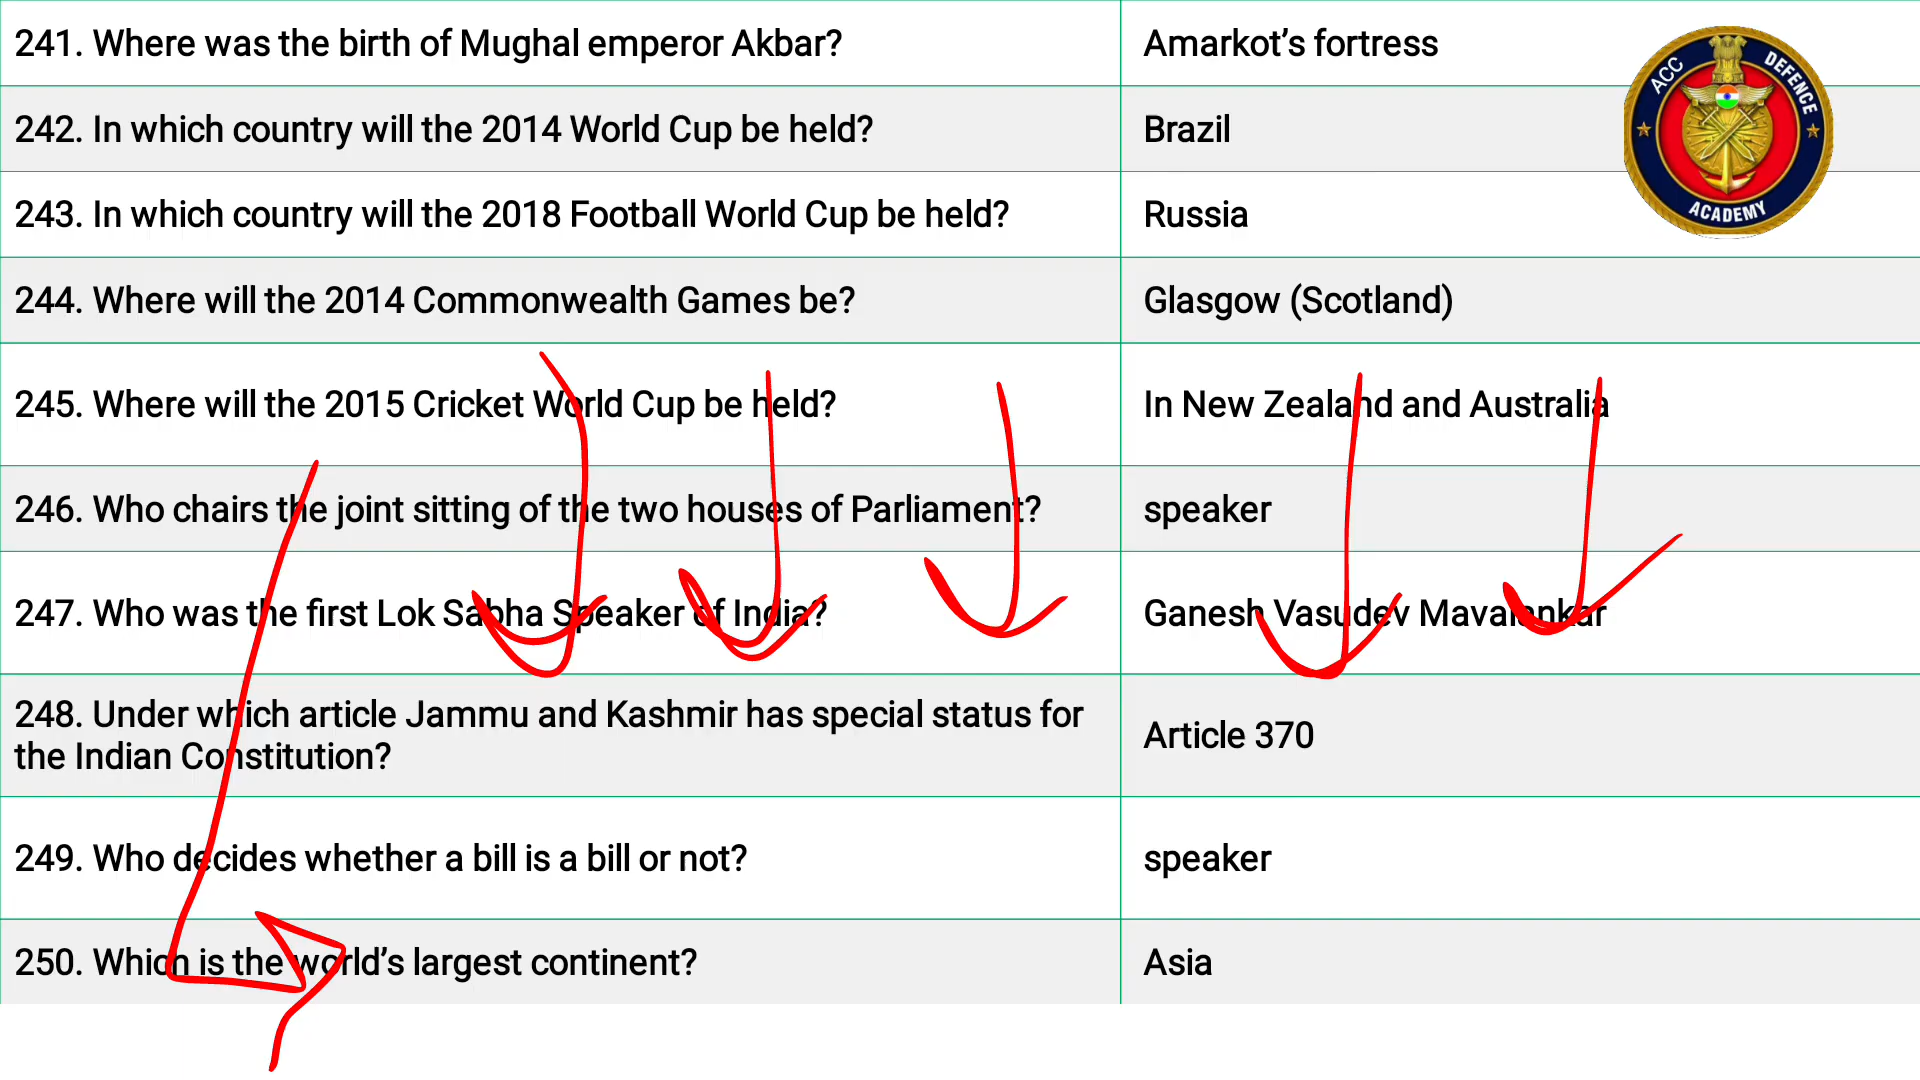 241. Where was the birth of Mughal emperor Akbar? Amarkot’s fortress
242. In which country will the 2014 World Cup be held? Brazil
243. In which country will the 2018 Football World Cup be held? Russia
244. Where will the 2014 Commonwealth Games be? Glasgow (Scotland)
245. Where will the 2015 Cricket World Cup be held? In New Zealand and Australia
246. Who chairs the joint sitting of the two houses of Parliament? speaker
247. Who was the first Lok Sabha Speaker of India? Ganesh Vasudev Mavalankar
248. Under which article Jammu and Kashmir has special status for
the Indian Constitution? Article 370
249. Who decides whether a bill is a bill or not? speaker
250. Which is the world’s largest continent? Asia
ACC DEFENCE
ACADEMY